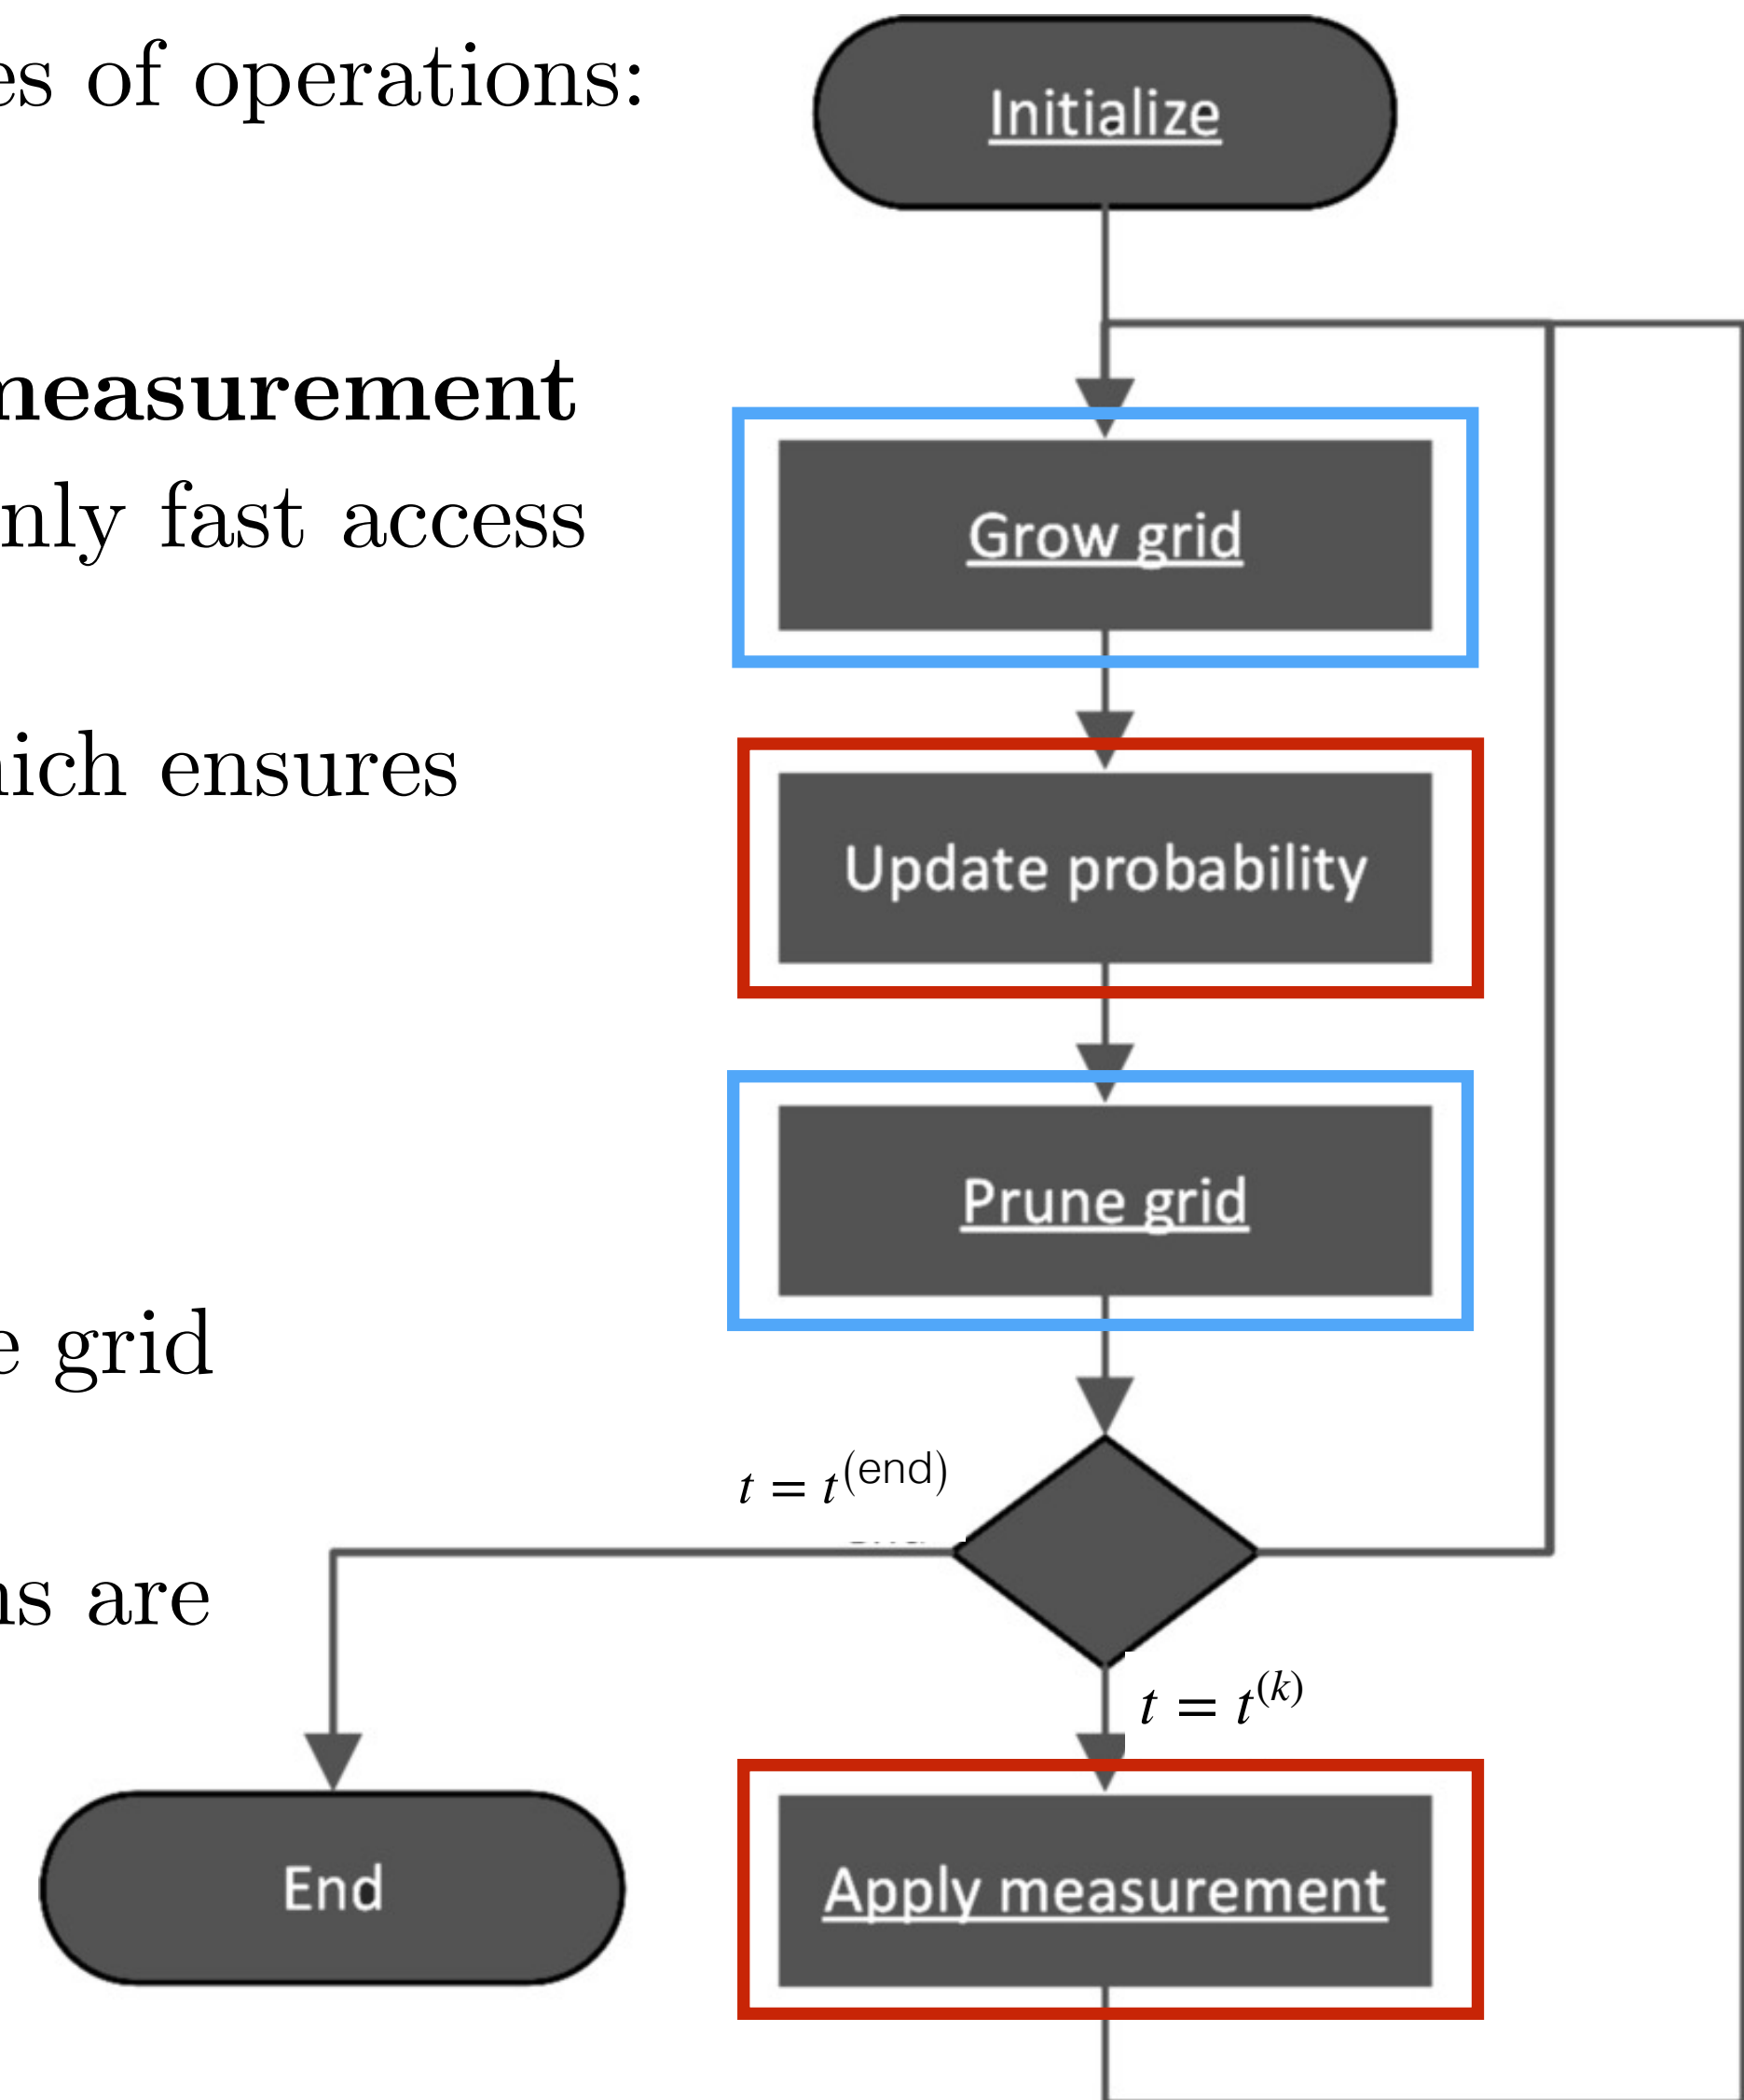 es of operations:
measurement
nly fast access
ich ensures
e grid
ns are
Initialize
Grow grid
Update probability
Prune grid
t = t^(end)
t = t^(k)
End
Apply measurement